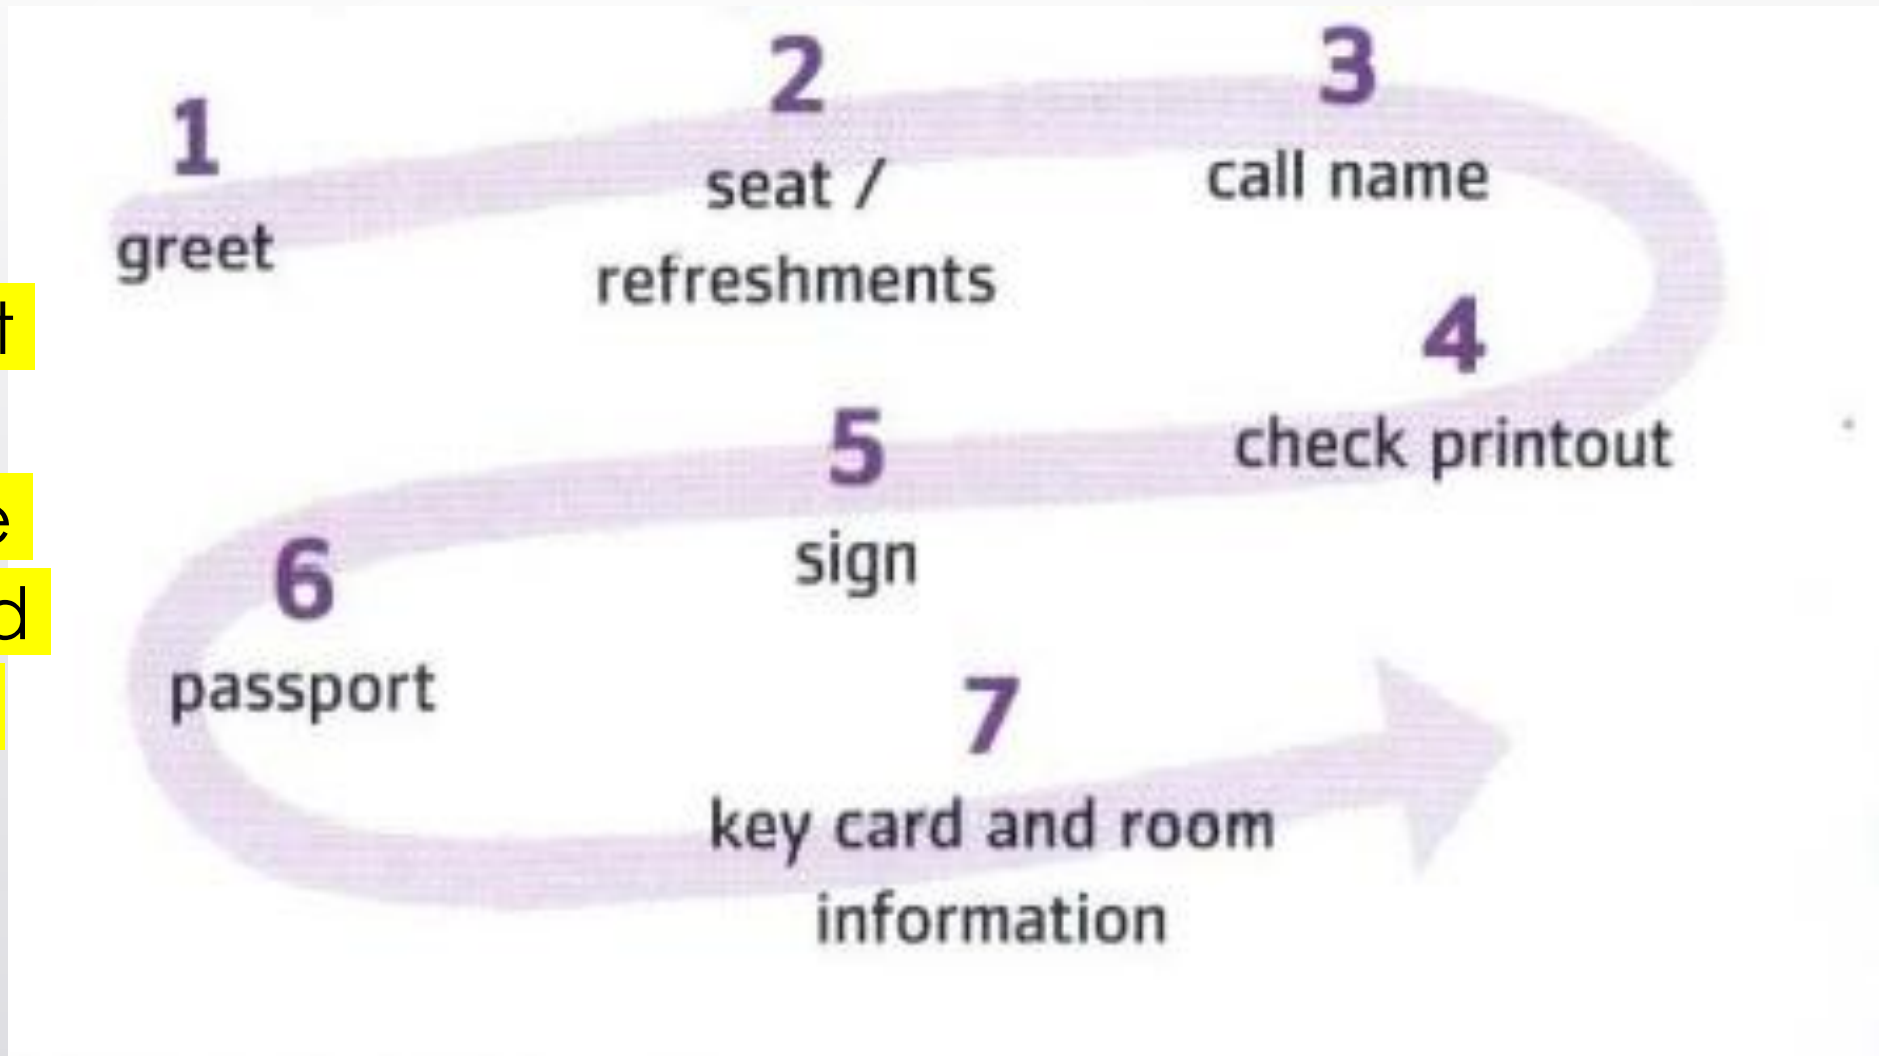 1
greet
2
seat /
refreshments
3
call name
4
check printout
5
sign
6
passport
7
key card and room
information
t
e
d